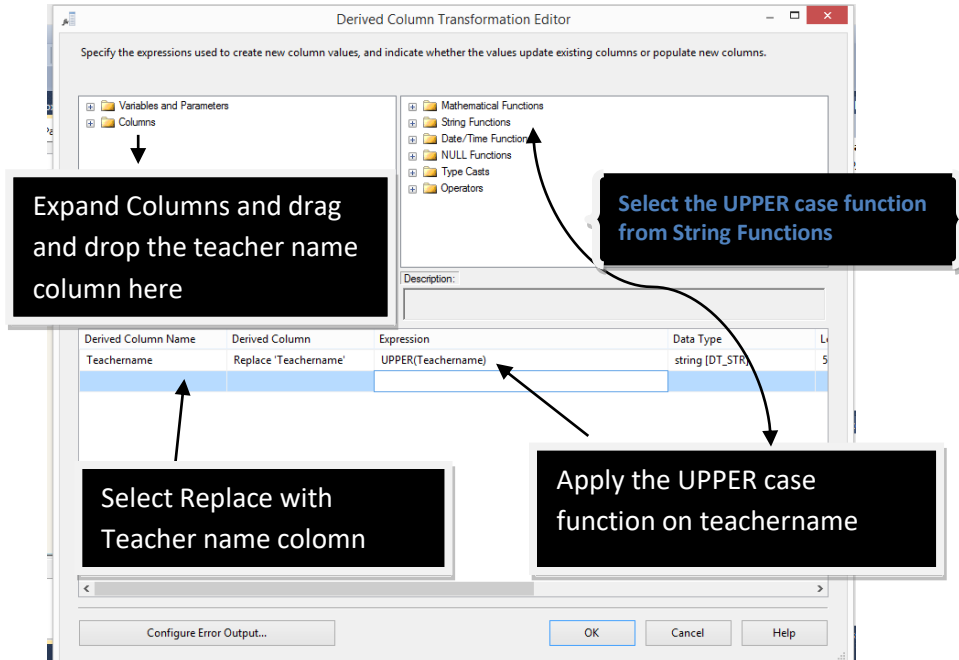 Derived Column Transformation Editor
Specify the expressions used to create new column values, and indicate whether the values update existing columns or populate new columns.
Variables and Parameters
Columns
Mathematical Functions
String Functions
Date/Time Function
NULL Functions
Type Casts
Operators
Expand Columns and drag
and drop the teacher name
column here
Select the UPPER case function
from String Functions
Description:
Derived Column Name Derived Column Expression Data Type
Teachername Replace 'Teachername' UPPER(Teachername) string [DT_STR] 5
Select Replace with
Teacher name colomn
Apply the UPPER case
function on teachername
Configure Error Output... OK Cancel Help